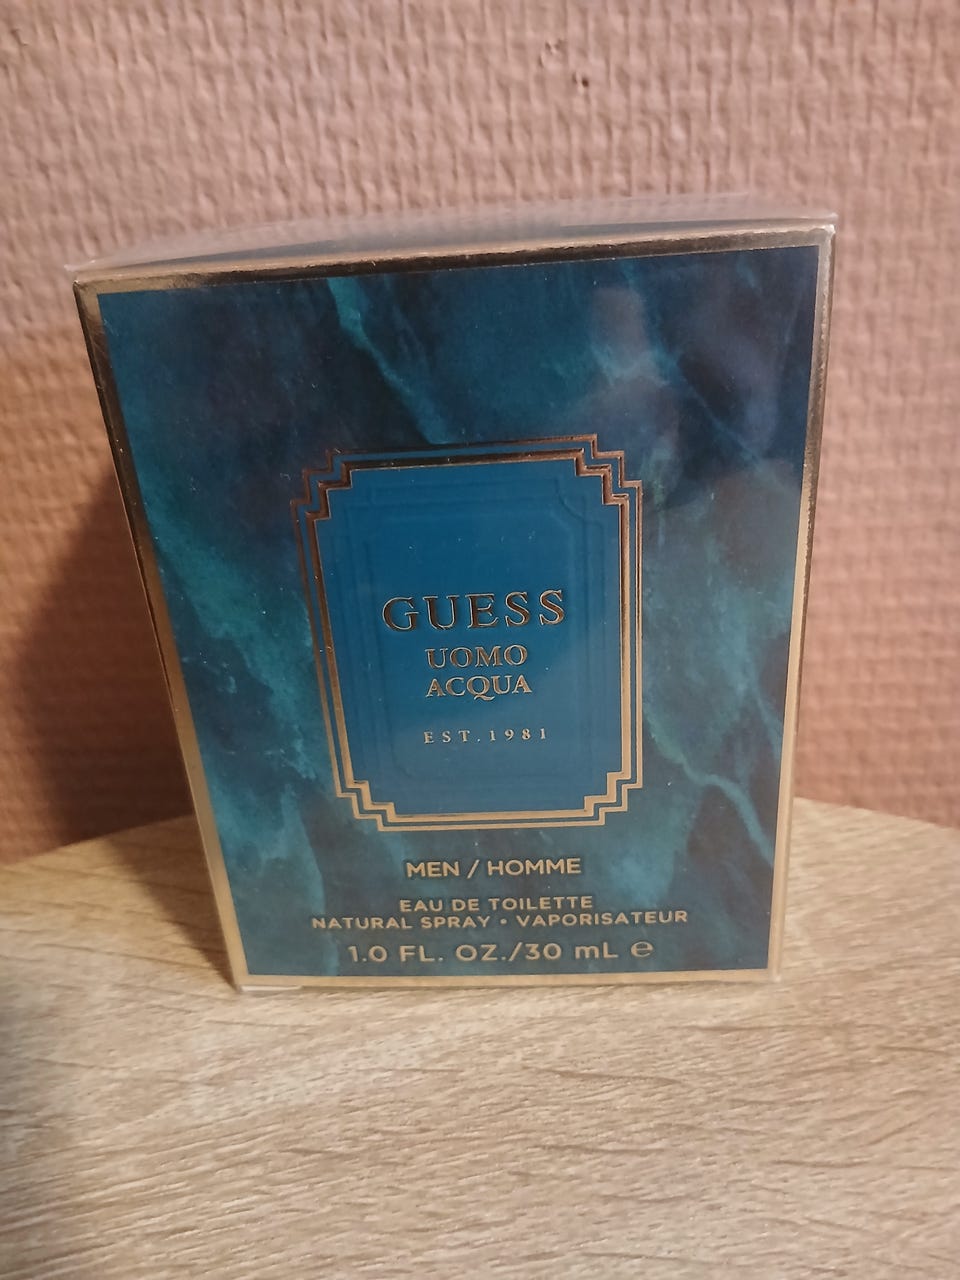 GUESS
UOMO
ACQUA
EST. 1981
MEN / HOMME
EAU DE TOILETTE
NATURAL SPRAY • VAPORISATEUR
1.0 FL. OZ./30 mL ℮